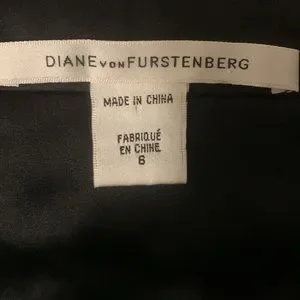 DIANE VON FURSTENBERG
MADE IN CHINA
FABRIQUÉ
EN CHINE
6